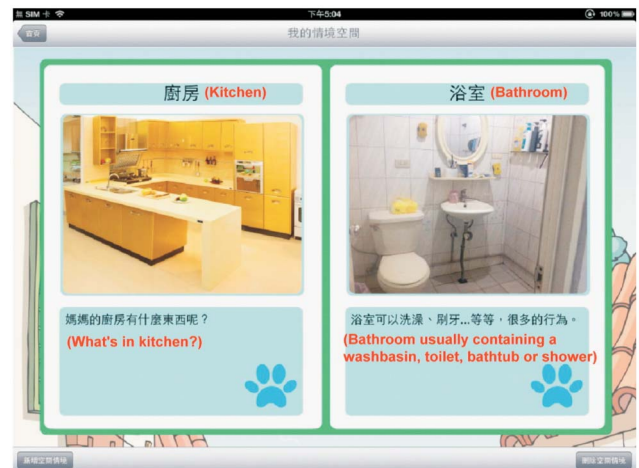 無 SIM 卡
下午5:04
100%
首頁
我的情境空間
廚房 (Kitchen)
媽媽的廚房有什麼東西呢？
(What's in kitchen?)
浴室 (Bathroom)
浴室可以洗澡、刷牙...等等，很多的行為。
(Bathroom usually containing a
washbasin, toilet, bathtub or shower)
新增空間情境
刪除空間情境